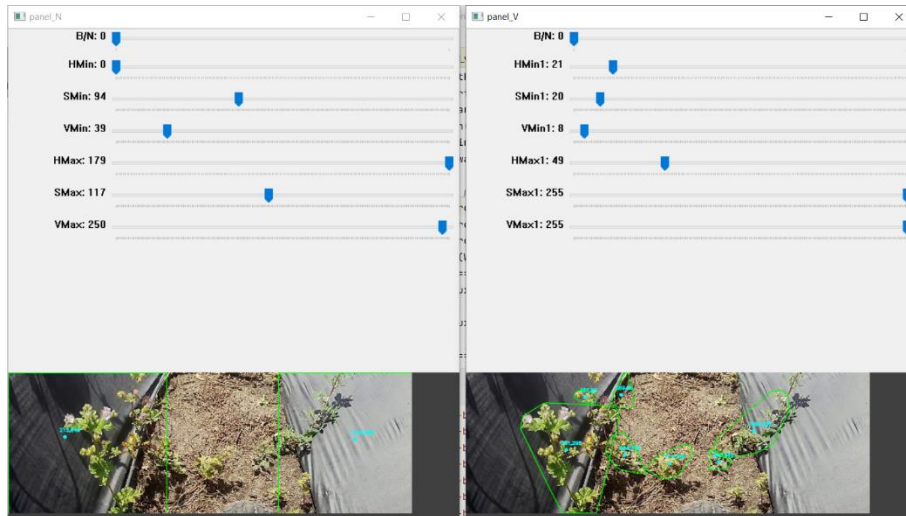 panel_N
B/N: 0
HMin: 0
SMin: 94
VMin: 39
HMax: 179
SMax: 117
VMax: 250
panel_V
B/N: 0
HMin1: 21
SMin1: 20
VMin1: 8
HMax1: 49
SMax1: 255
VMax1: 255